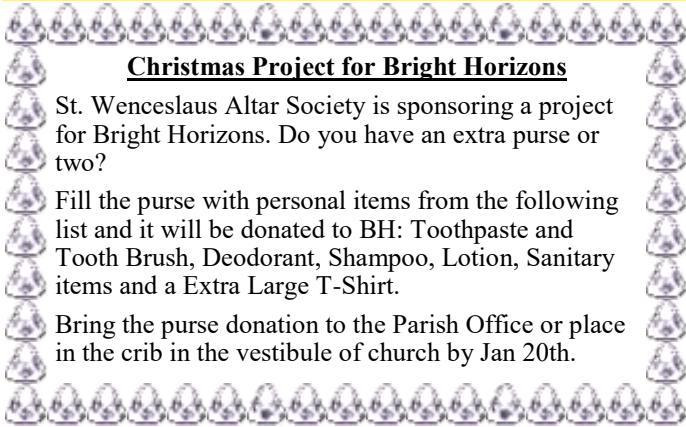 Christmas Project for Bright Horizons
St. Wenceslaus Altar Society is sponsoring a project
for Bright Horizons. Do you have an extra purse or
two?
Fill the purse with personal items from the following
list and it will be donated to BH: Toothpaste and
Tooth Brush, Deodorant, Shampoo, Lotion, Sanitary
items and a Extra Large T-Shirt.
Bring the purse donation to the Parish Office or place
in the crib in the vestibule of church by Jan 20th.